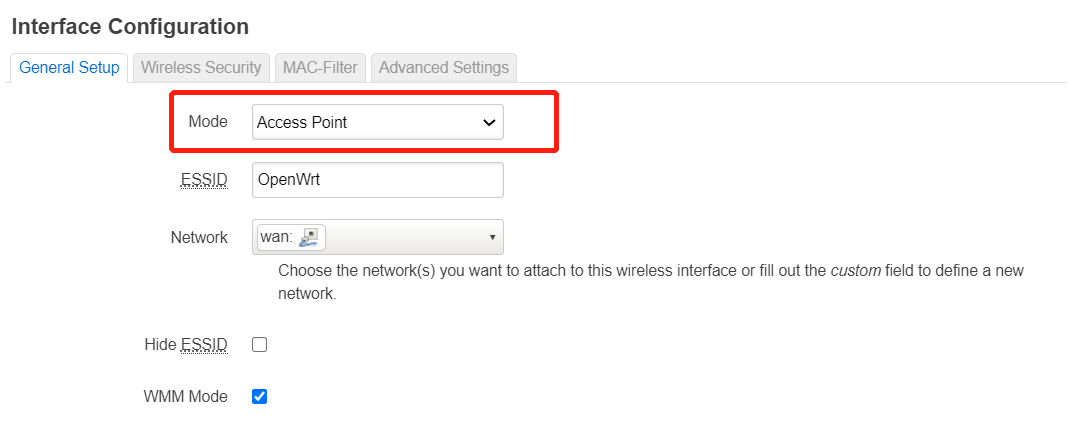 Interface Configuration
General Setup Wireless Security MAC-Filter Advanced Settings
Mode Access Point
ESSID OpenWrt
Network wan:
Choose the network(s) you want to attach to this wireless interface or fill out the custom field to define a new
network.
Hide ESSID
WMM Mode